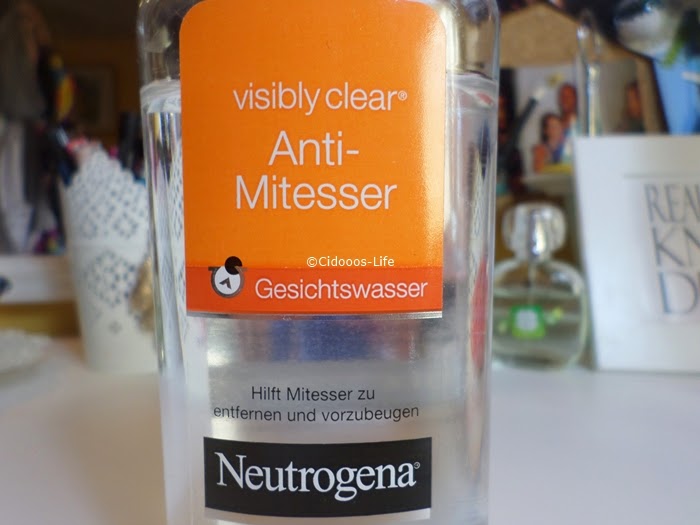 visibly clear®
Anti-
Mitesser
©Cidooos-Life
Gesichtswasser
Hilft Mitesser zu
entfernen und vorzubeugen
Neutrogena®